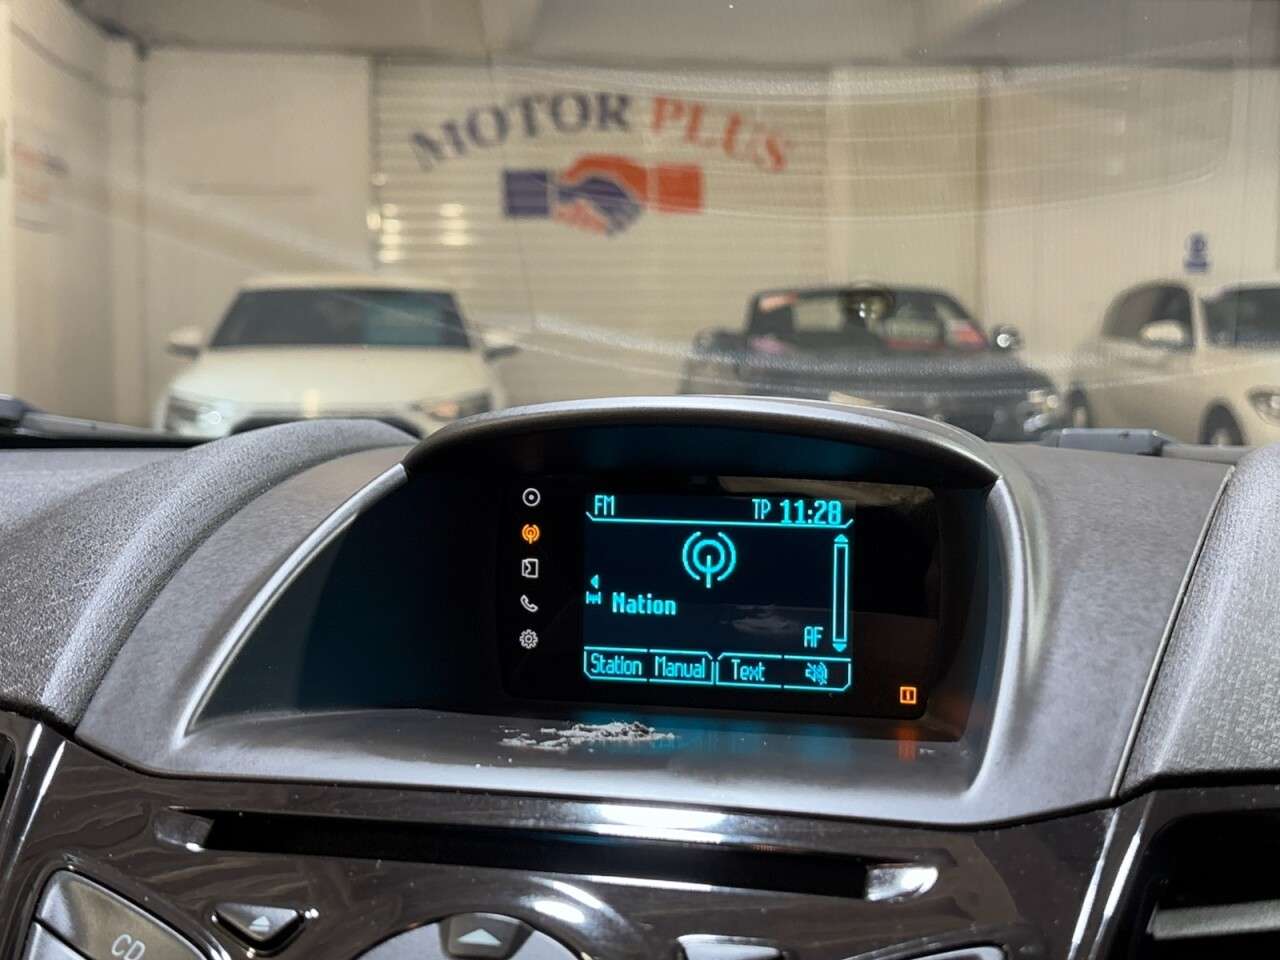 MOTOR PLUS
FM TP 11:28
Nation
AF
Station Manual Text
CD